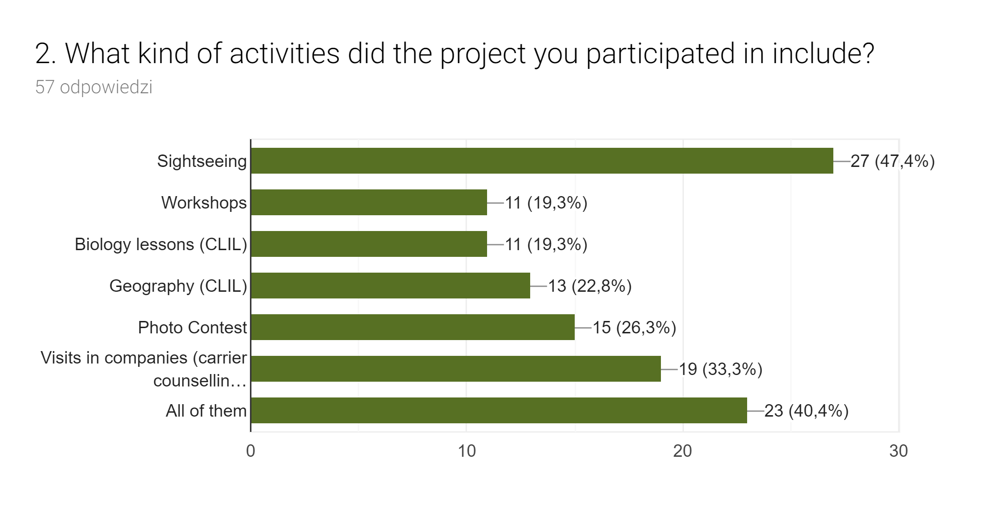 2. What kind of activities did the project you participated in include?
57 odpowiedzi
Sightseeing
27 (47,4%)
Workshops
11 (19,3%)
Biology lessons (CLIL)
11 (19,3%)
Geography (CLIL)
13 (22,8%)
Photo Contest
15 (26,3%)
Visits in companies (carrier
counsellin…
19 (33,3%)
All of them
23 (40,4%)
0 10 20 30